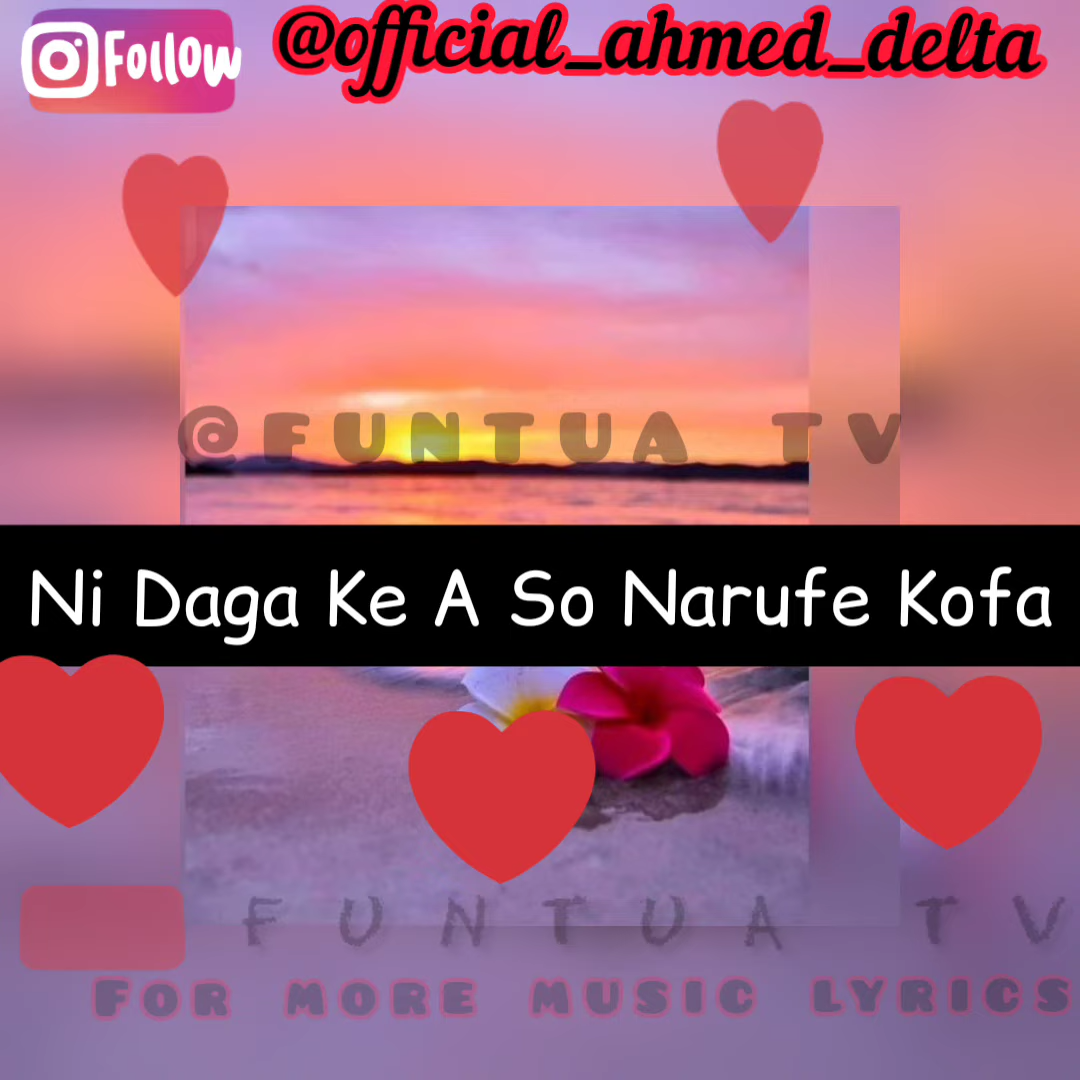 Follow @official_ahmed_delta
@FUNTUA TV
Ni Daga Ke A So Narufe Kofa
FUNTUA TV
FOR MORE MUSIC LYRICS